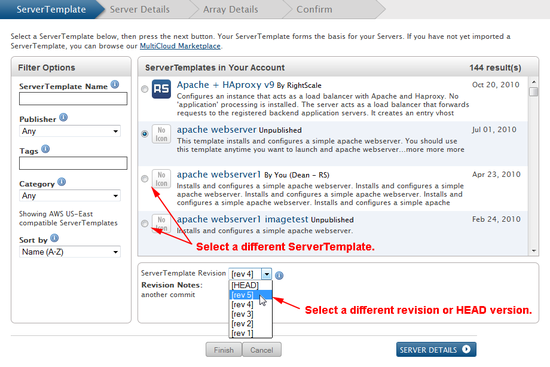 ServerTemplate
Server Details
Array Details
Confirm
Select a ServerTemplate below, then press the next button. Your ServerTemplate forms the basis for your Servers. If you have not yet imported a
ServerTemplate, you can browse our MultiCloud Marketplace.
Filter Options
ServerTemplate Name
Publisher
Any
Tags
Category
Any
Showing AWS US-East
compatible ServerTemplates
Sort by
Name (A-Z)
ServerTemplates in Your Account
144 result(s)
RS
Apache + HAproxy v9 By RightScale
Oct 20, 2010
Configures an instance that acts as a load balancer with Apache and Haproxy. No
'application' processing is installed. The server acts as a load balancer that forwards
requests to the registered backend application servers. It creates an entry vhost
No Icon
apache webserver Unpublished
Jul 01, 2010
This template installs and configures a simple apache webserver. You should use
this template anytime you want to launch and apache webserver...more more more
No Icon
apache webserver1 By You (Dean - RS)
Apr 23, 2010
Installs and configures a simple webserver. Installs and configures a simple
apache webserver. Installs and configures a simple apache webserver. Installs and
configures a simple apache webserver. Installs and configures a simple apache
No Icon
apache webserver1 imagetest Unpublished
Feb 24, 2010
Installs and configures a simple apache webserver.
Select a different ServerTemplate.
ServerTemplate Revision
[rev 4]
Revision Notes:
another commit
[HEAD]
[rev 5]
[rev 4]
[rev 3]
[rev 2]
[rev 1]
Select a different revision or HEAD version.
Finish
Cancel
SERVER DETAILS